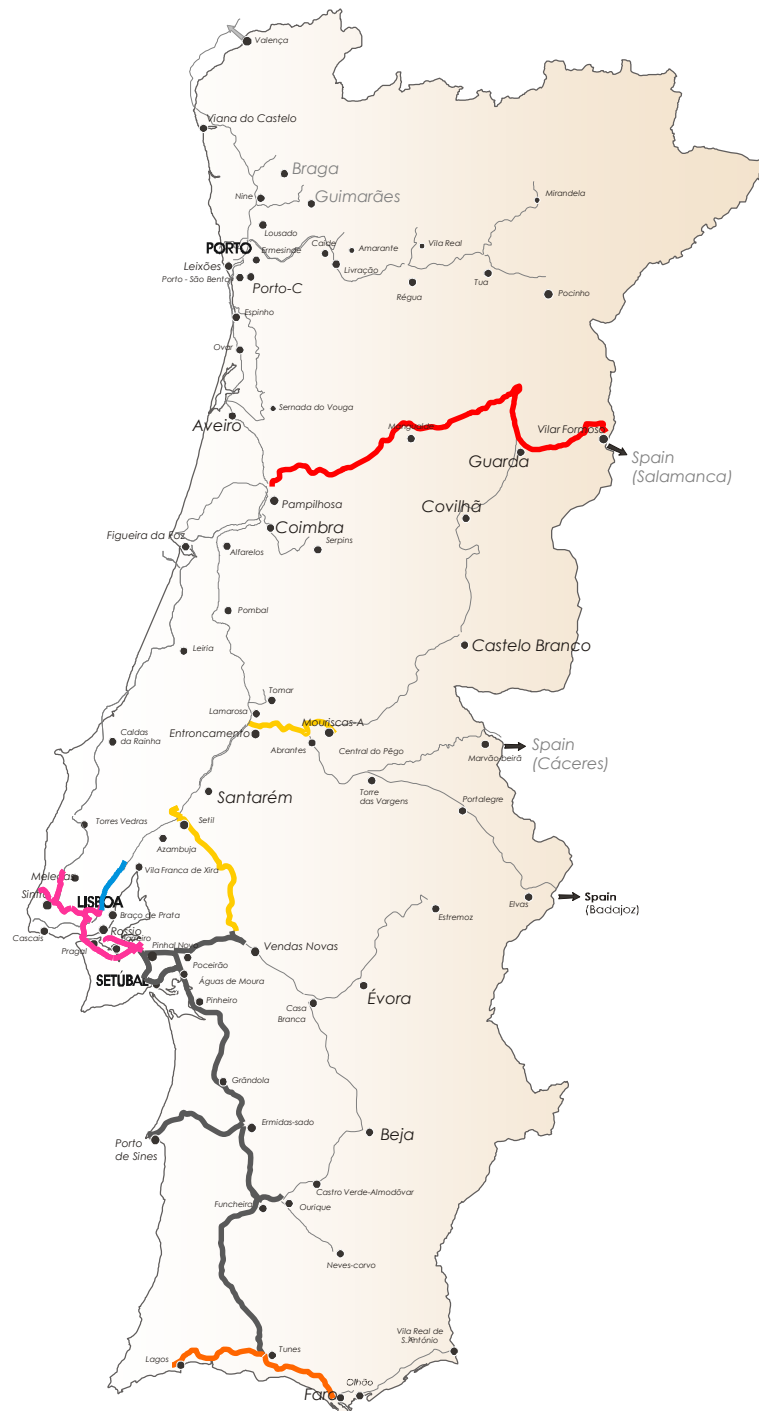 Valença
Viana do Castelo
Braga
Nine
Guimarães
Mirandela
Lousado
PORTO
Ermesinde
Caíde
Amarante
Vila Real
Leixões
Livração
Porto - São Bento
Porto-C
Régua
Tua
Pocinho
Espinho
Ovar
Sernada do Vouga
Aveiro
Mangualde
Vilar Formoso
Guarda
Spain
(Salamanca)
Pampilhosa
Covilhã
Coimbra
Figueira da Foz
Alfarelos
Serpins
Pombal
Leiria
Castelo Branco
Tomar
Lamarosa
Mouriscas-A
Entroncamento
Caldas
da Rainha
Abrantes
Central do Pêgo
Spain
(Cáceres)
Marvão-beirã
Torre
das Vargens
Santarém
Portalegre
Torres Vedras
Setil
Azambuja
Vila Franca de Xira
Meleças
Sintra
LISBOA
Elvas
Spain
(Badajoz)
Braço de Prata
Estremoz
Rossio
Cascais
Pragal
Pinhal Novo
Vendas Novas
Poceirão
SETÚBAL
Águas de Moura
Évora
Pinheiro
Casa
Branca
Grândola
Ermidas-sado
Porto
de Sines
Beja
Castro Verde-Almodôvar
Funcheira
Ourique
Neves-corvo
Vila Real de
S.António
Tunes
Lagos
Olhão
Faro